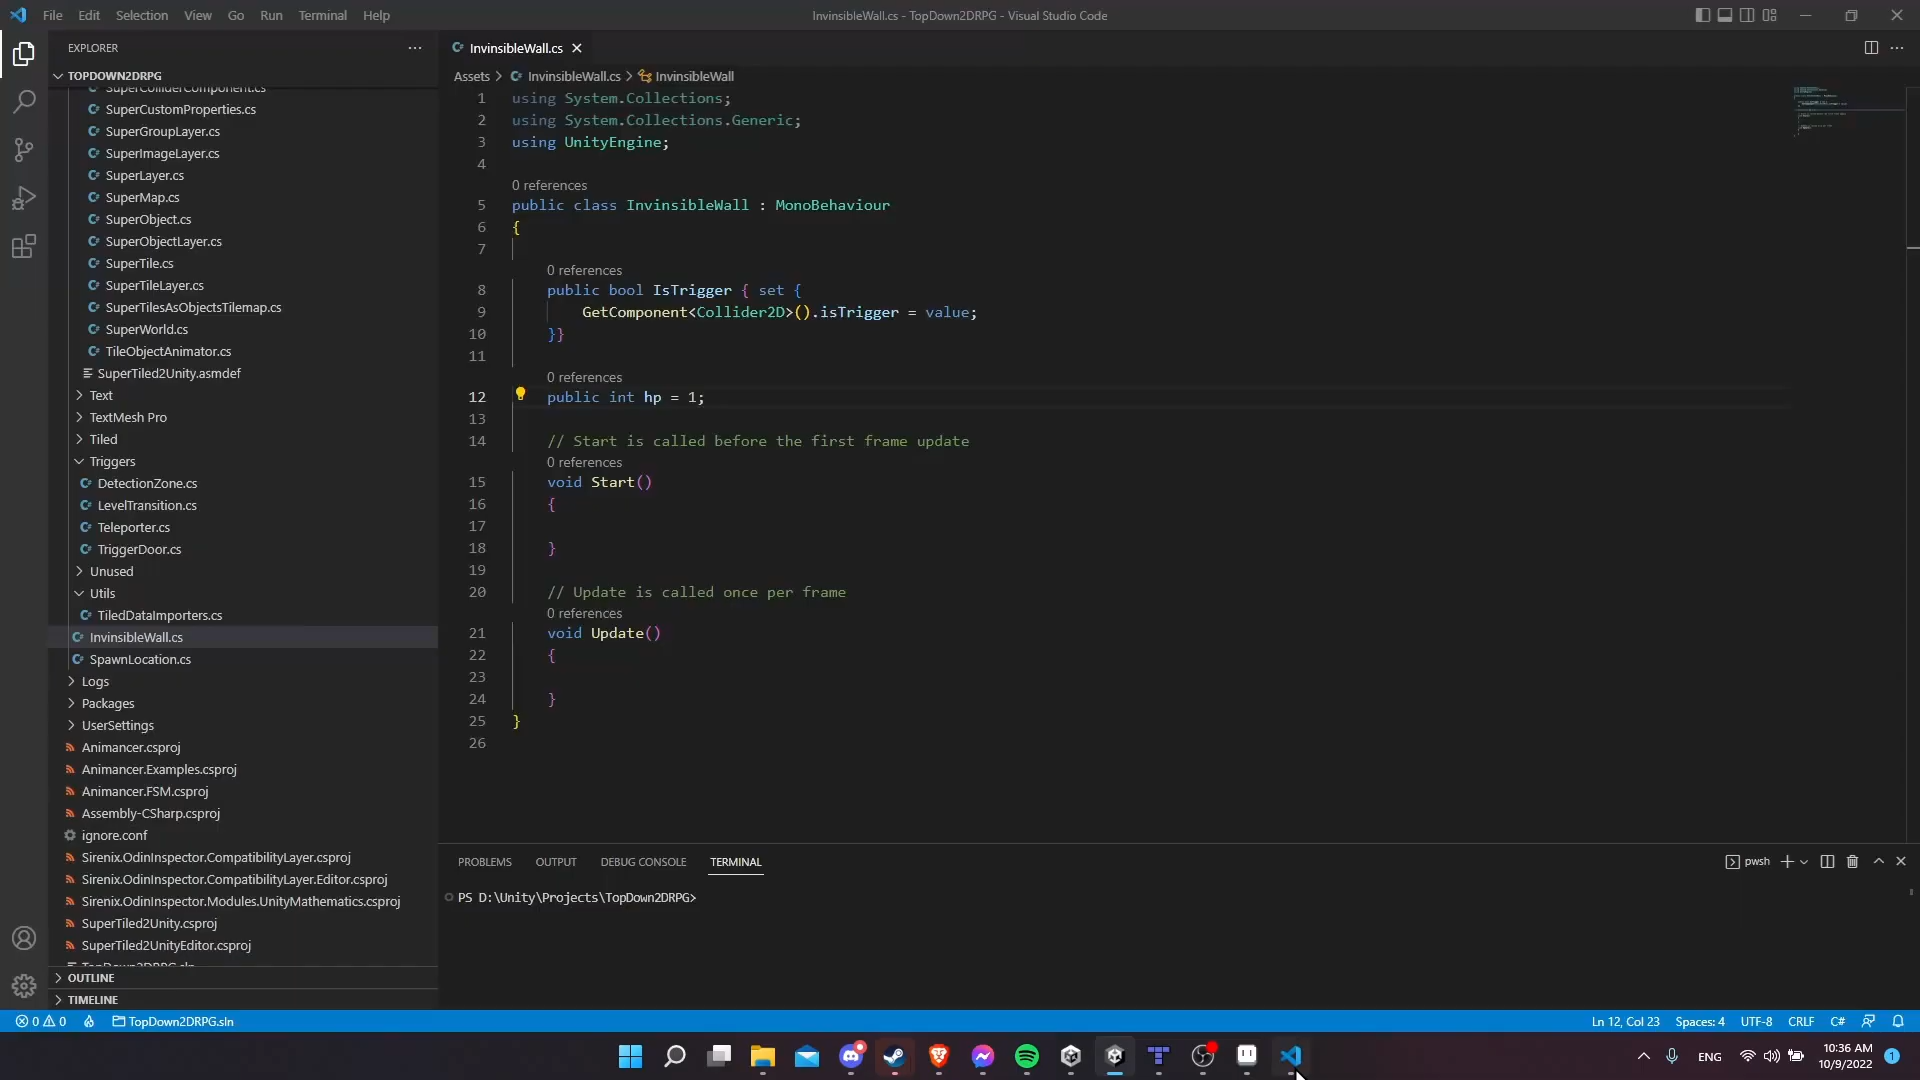 File Edit Selection View Go Run Terminal Help
InvinsibleWall.cs - TopDown2DRPG - Visual Studio Code
EXPLORER
TOPDOWN2DRPG
SuperColliderComponent.cs
SuperCustomProperties.cs
SuperGroupLayer.cs
SuperImageLayer.cs
SuperLayer.cs
SuperMap.cs
SuperObject.cs
SuperObjectLayer.cs
SuperTile.cs
SuperTileLayer.cs
SuperTilesAsObjectsTilemap.cs
SuperWorld.cs
TileObjectAnimator.cs
SuperTiled2Unity.asmdef
Text
TextMesh Pro
Tiled
Triggers
DetectionZone.cs
LevelTransition.cs
Teleporter.cs
TriggerDoor.cs
Unused
Utils
TiledDataImporters.cs
InvinsibleWall.cs
SpawnLocation.cs
Logs
Packages
UserSettings
Animancer.csproj
Animancer.Examples.csproj
Animancer.FSM.csproj
Assembly-CSharp.csproj
ignore.conf
Sirenix.OdinInspector.CompatibilityLayer.csproj
Sirenix.OdinInspector.CompatibilityLayer.Editor.csproj
Sirenix.OdinInspector.Modules.UnityMathematics.csproj
SuperTiled2Unity.csproj
SuperTiled2UnityEditor.csproj
TopDown2DRPG.sln
OUTLINE
TIMELINE
InvinsibleWall.cs
Assets > InvinsibleWall.cs > InvinsibleWall
1 using System.Collections;
2 using System.Collections.Generic;
3 using UnityEngine;
4
0 references
5 public class InvinsibleWall : MonoBehaviour
6 {
7
0 references
8 public bool IsTrigger { set {
9 GetComponent<Collider2D>().isTrigger = value;
10 }}
11
0 references
12 public int hp = 1;
13
14 // Start is called before the first frame update
0 references
15 void Start()
16 {
17
18 }
19
20 // Update is called once per frame
0 references
21 void Update()
22 {
23
24 }
25 }
26
PROBLEMS OUTPUT DEBUG CONSOLE TERMINAL
pwsh
PS D:\Unity\Projects\TopDown2DRPG>
0 0 TopDown2DRPG.sln
Ln 12, Col 23 Spaces: 4 UTF-8 CRLF C#
ENG
10:36 AM
10/9/2022
1